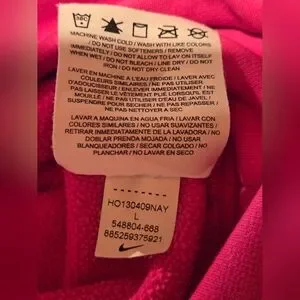 MACHINE WASH COLD / WASH WITH LIKE COLORS
/ DO NOT USE SOFTENERS / REMOVE
IMMEDIATELY / DO NOT ALLOW TO LAY ON ITSELF
WHEN WET / DO NOT BLEACH / LINE DRY / DO NOT
IRON / DO NOT DRY CLEAN
LAVER EN MACHINE A L'EAU FROIDE / LAVER AVEC
COULEURS SIMILAIRES / NE PAS UTILISER
D'ADOUCISSEUR / ENLEVER IMMEDIATEMENT / NE
PAS LAISSER LE VÊTEMENT PLIÉ LORSQU'IL EST
MOUILLÉ / NE PAS UTILISER D'EAU DE JAVEL /
SUSPENDRE POUR SECHER / NE PAS REPASSER /
NE PAS NETTOYER A SEC
LAVAR A MAQUINA EN AGUA FRIA / LAVAR CON
COLORES SIMILARES / NO USAR SUAVIZANTES /
RETIRAR INMEDIATAMENTE DE LA LAVADORA / NO
DOBLAR PRENDA MOJADA / NO USAR
BLANQUEADORES / SECAR COLGADO / NO
PLANCHAR / NO LAVAR EN SECO
HO130409NAY
L
548804-668
885259375921